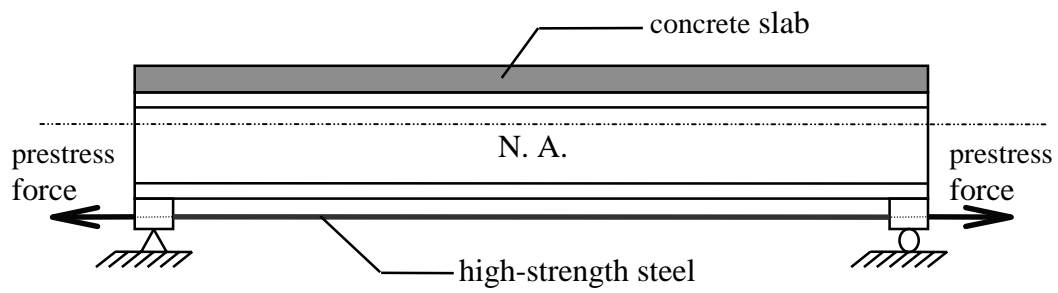 concrete slab
N. A.
prestress
force
prestress
force
high-strength steel